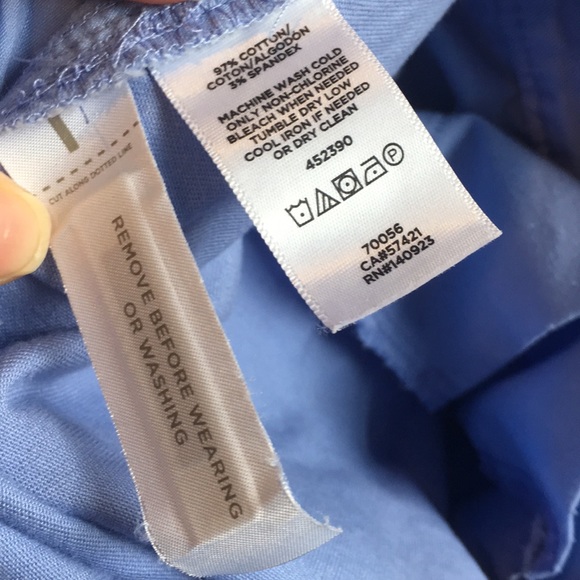 97% COTTON/
COTON/ALGODON
3% SPANDEX
MACHINE WASH COLD
ONLY NON-CHLORINE
BLEACH WHEN NEEDED
TUMBLE DRY LOW
COOL IRON IF NEEDED
OR DRY CLEAN
452390
P
70056
CA#57421
RN#140923
CUT ALONG DOTTED LINE
REMOVE BEFORE WEARING
OR WASHING